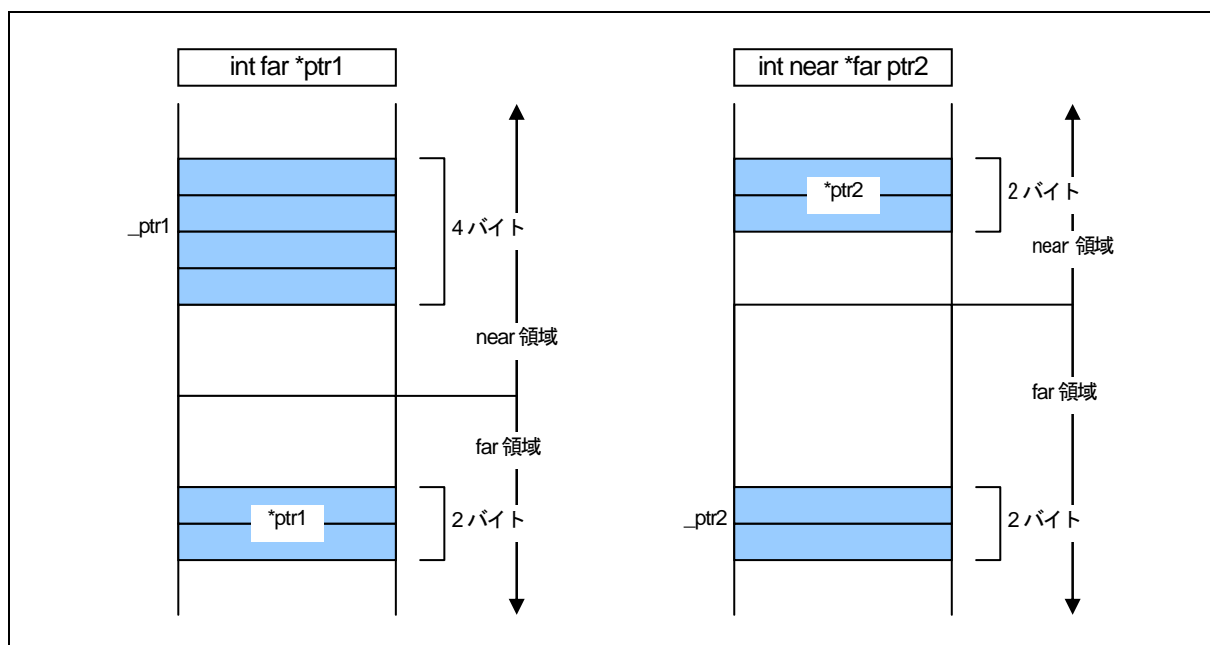 int far *ptr1
_ptr1
4 バイト
near 領域
far 領域
*ptr1
2 バイト
int near *far ptr2
*ptr2
2 バイト
near 領域
far 領域
_ptr2
2 バイト